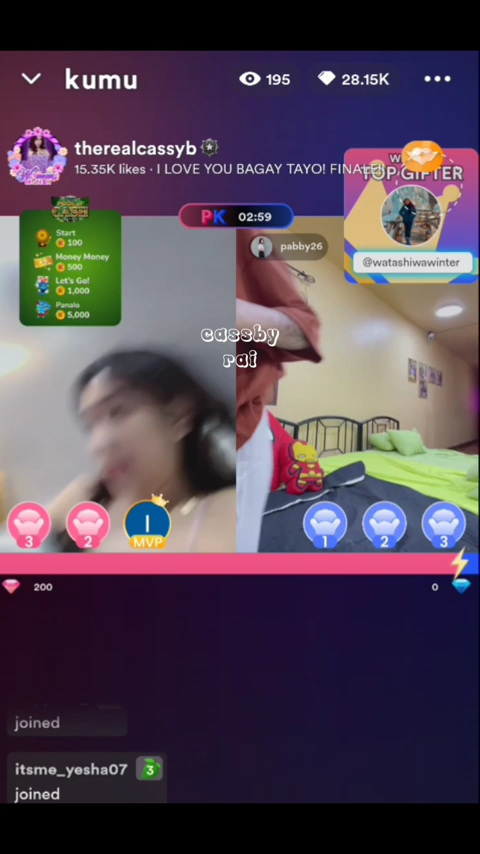 kumu
195
28.15K
therealcassyb
15.35K likes · I LOVE YOU BAGAY TAYO! FINALE!!
TOP GIFTER
@watashiwawinter
PK 02:59
pabby26
Start
100
Money Money
500
Let's Go!
1,000
Panalo
5,000
cassby
rai
3
2
1
MVP
1
2
3
200
0
joined
itsme_yesha07 3
joined